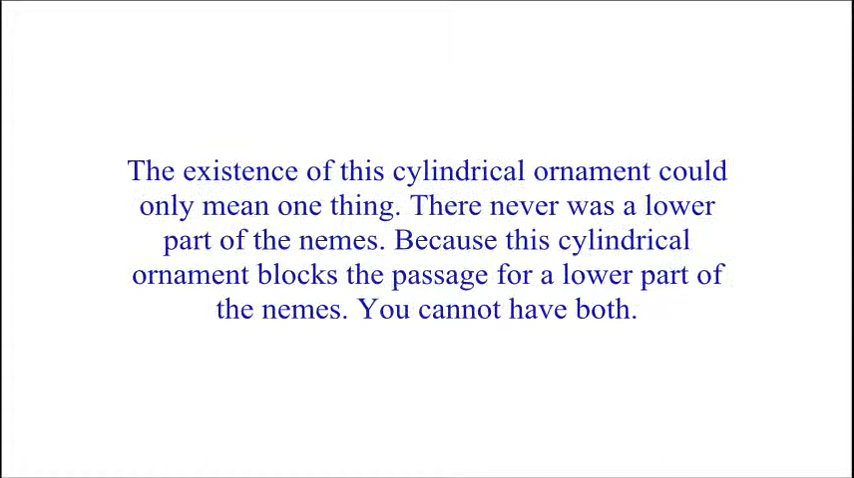 The existence of this cylindrical ornament could
only mean one thing. There never was a lower
part of the nemes. Because this cylindrical
ornament blocks the passage for a lower part of
the nemes. You cannot have both.